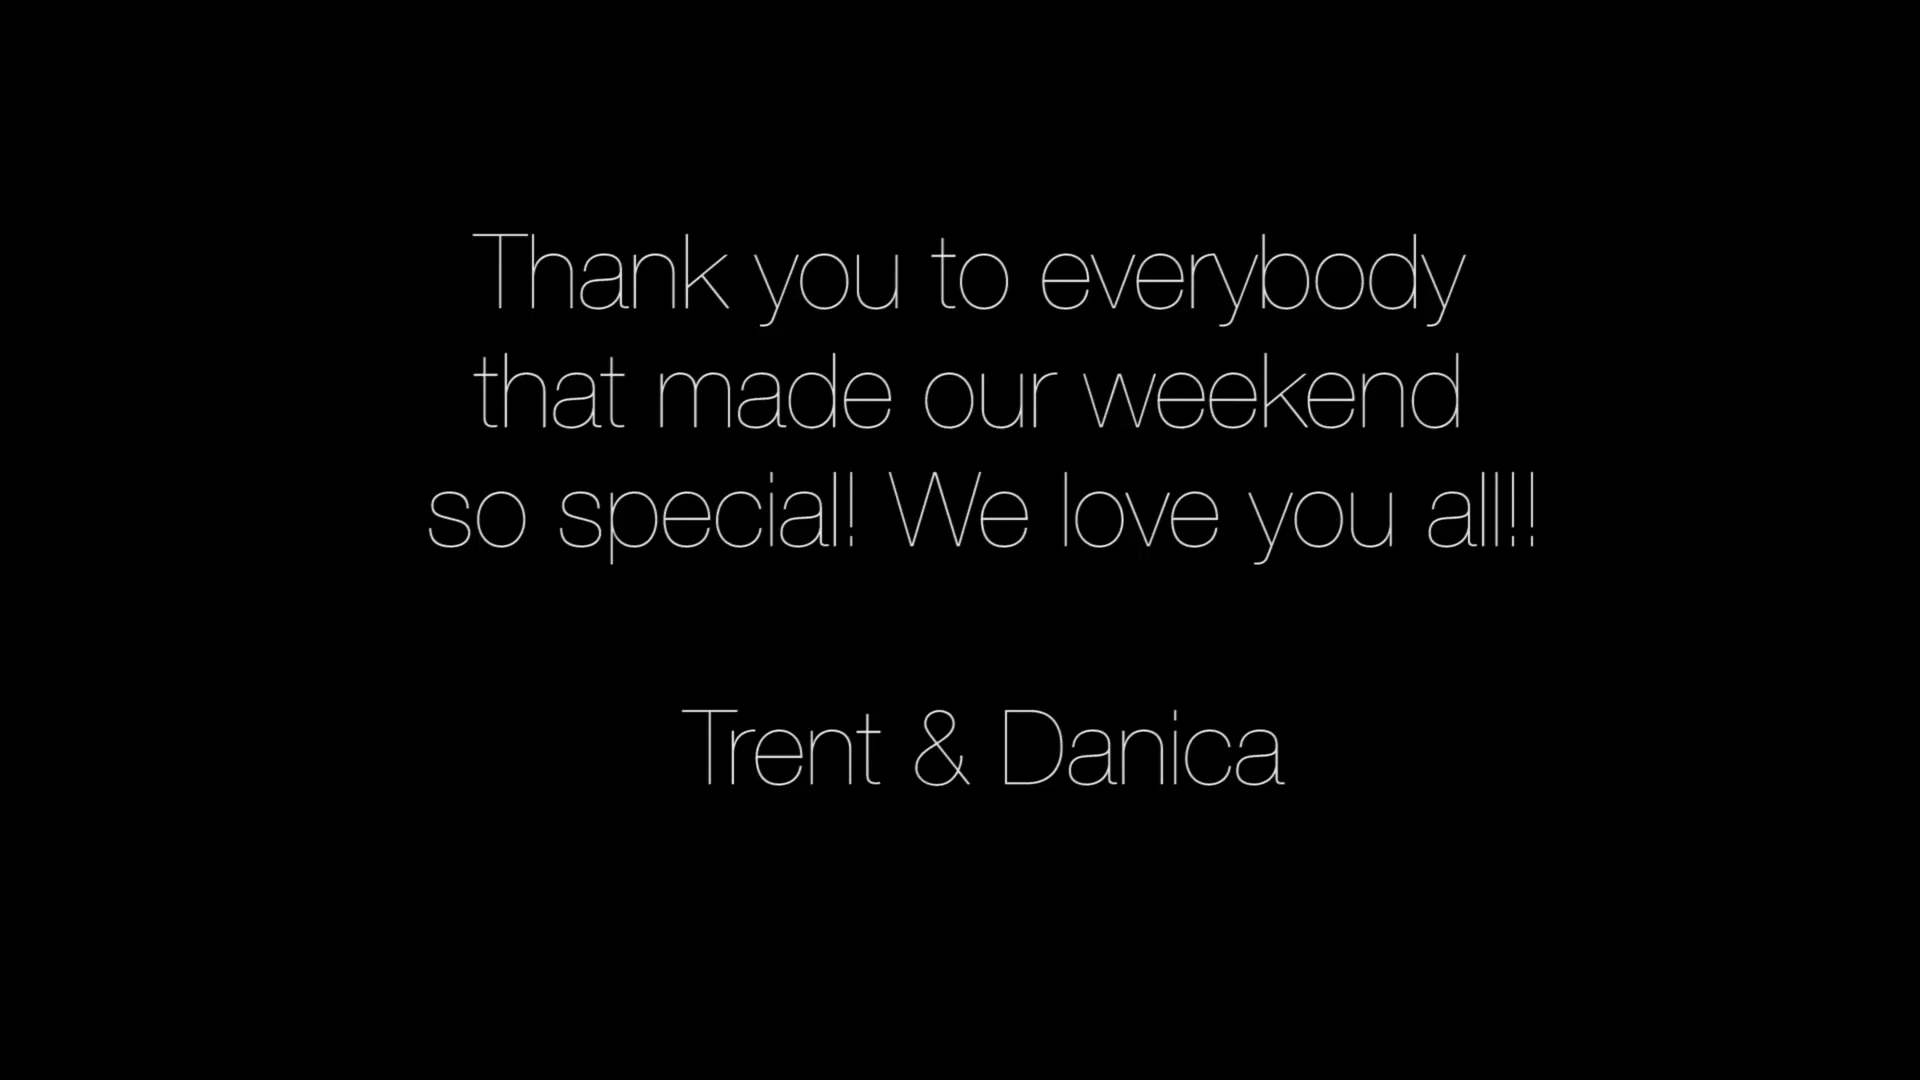 Thank you to everybody
that made our weekend
so special! We love you all!!
Trent & Danica